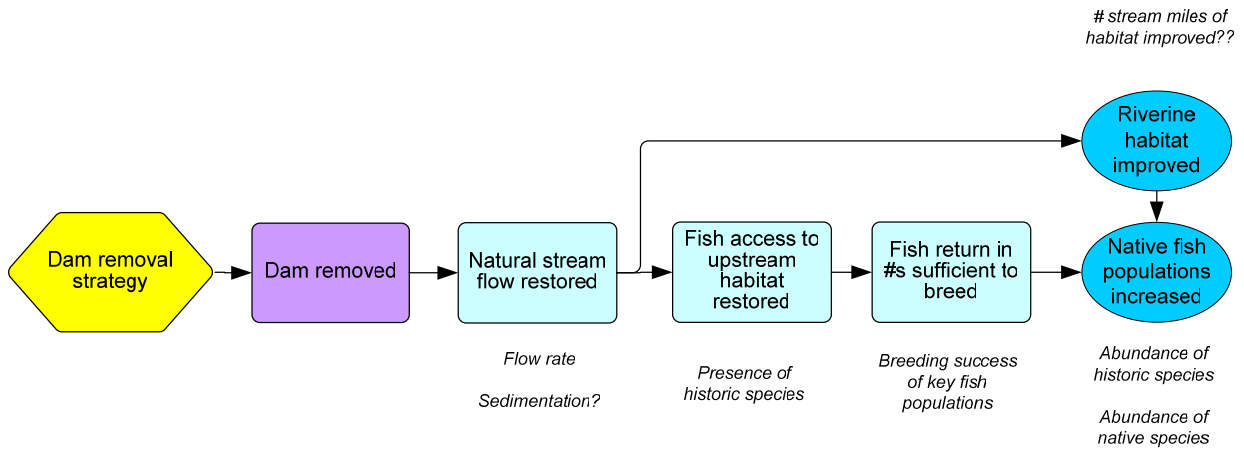 # stream miles of
habitat improved??
Riverine
habitat
improved
Dam removal
strategy
Dam removed
Natural stream
flow restored
Fish access to
upstream
habitat
restored
Fish return in
#s sufficient to
breed
Native fish
populations
increased
Flow rate
Sedimentation?
Presence of
historic species
Breeding success
of key fish
populations
Abundance of
historic species
Abundance of
native species